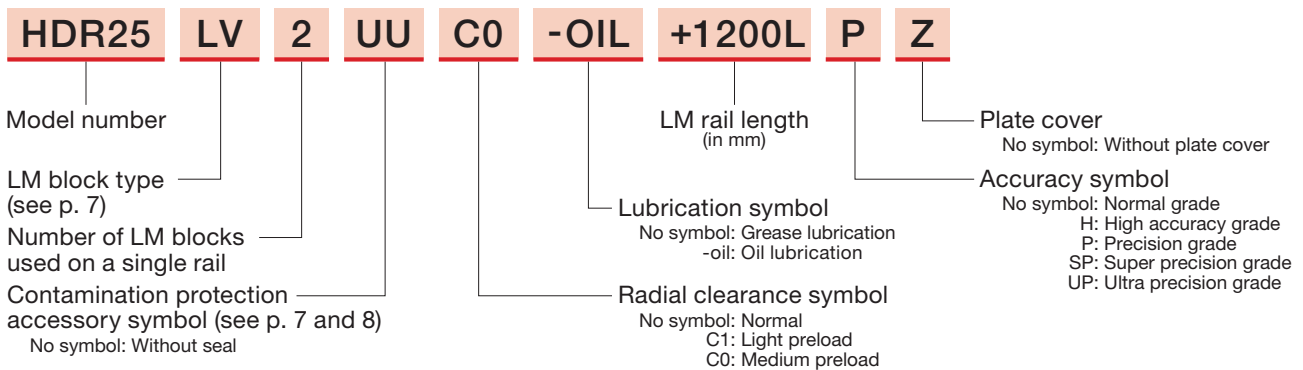 HDR25 LV 2 UU C0 -OIL +1200L P Z
Model number
LM block type
(see p. 7)
Number of LM blocks
used on a single rail
Contamination protection
accessory symbol (see p. 7 and 8)
No symbol: Without seal
LM rail length
(in mm)
Lubrication symbol
No symbol: Grease lubrication
-oil: Oil lubrication
Radial clearance symbol
No symbol: Normal
C1: Light preload
C0: Medium preload
Plate cover
No symbol: Without plate cover
Accuracy symbol
No symbol: Normal grade
H: High accuracy grade
P: Precision grade
SP: Super precision grade
UP: Ultra precision grade